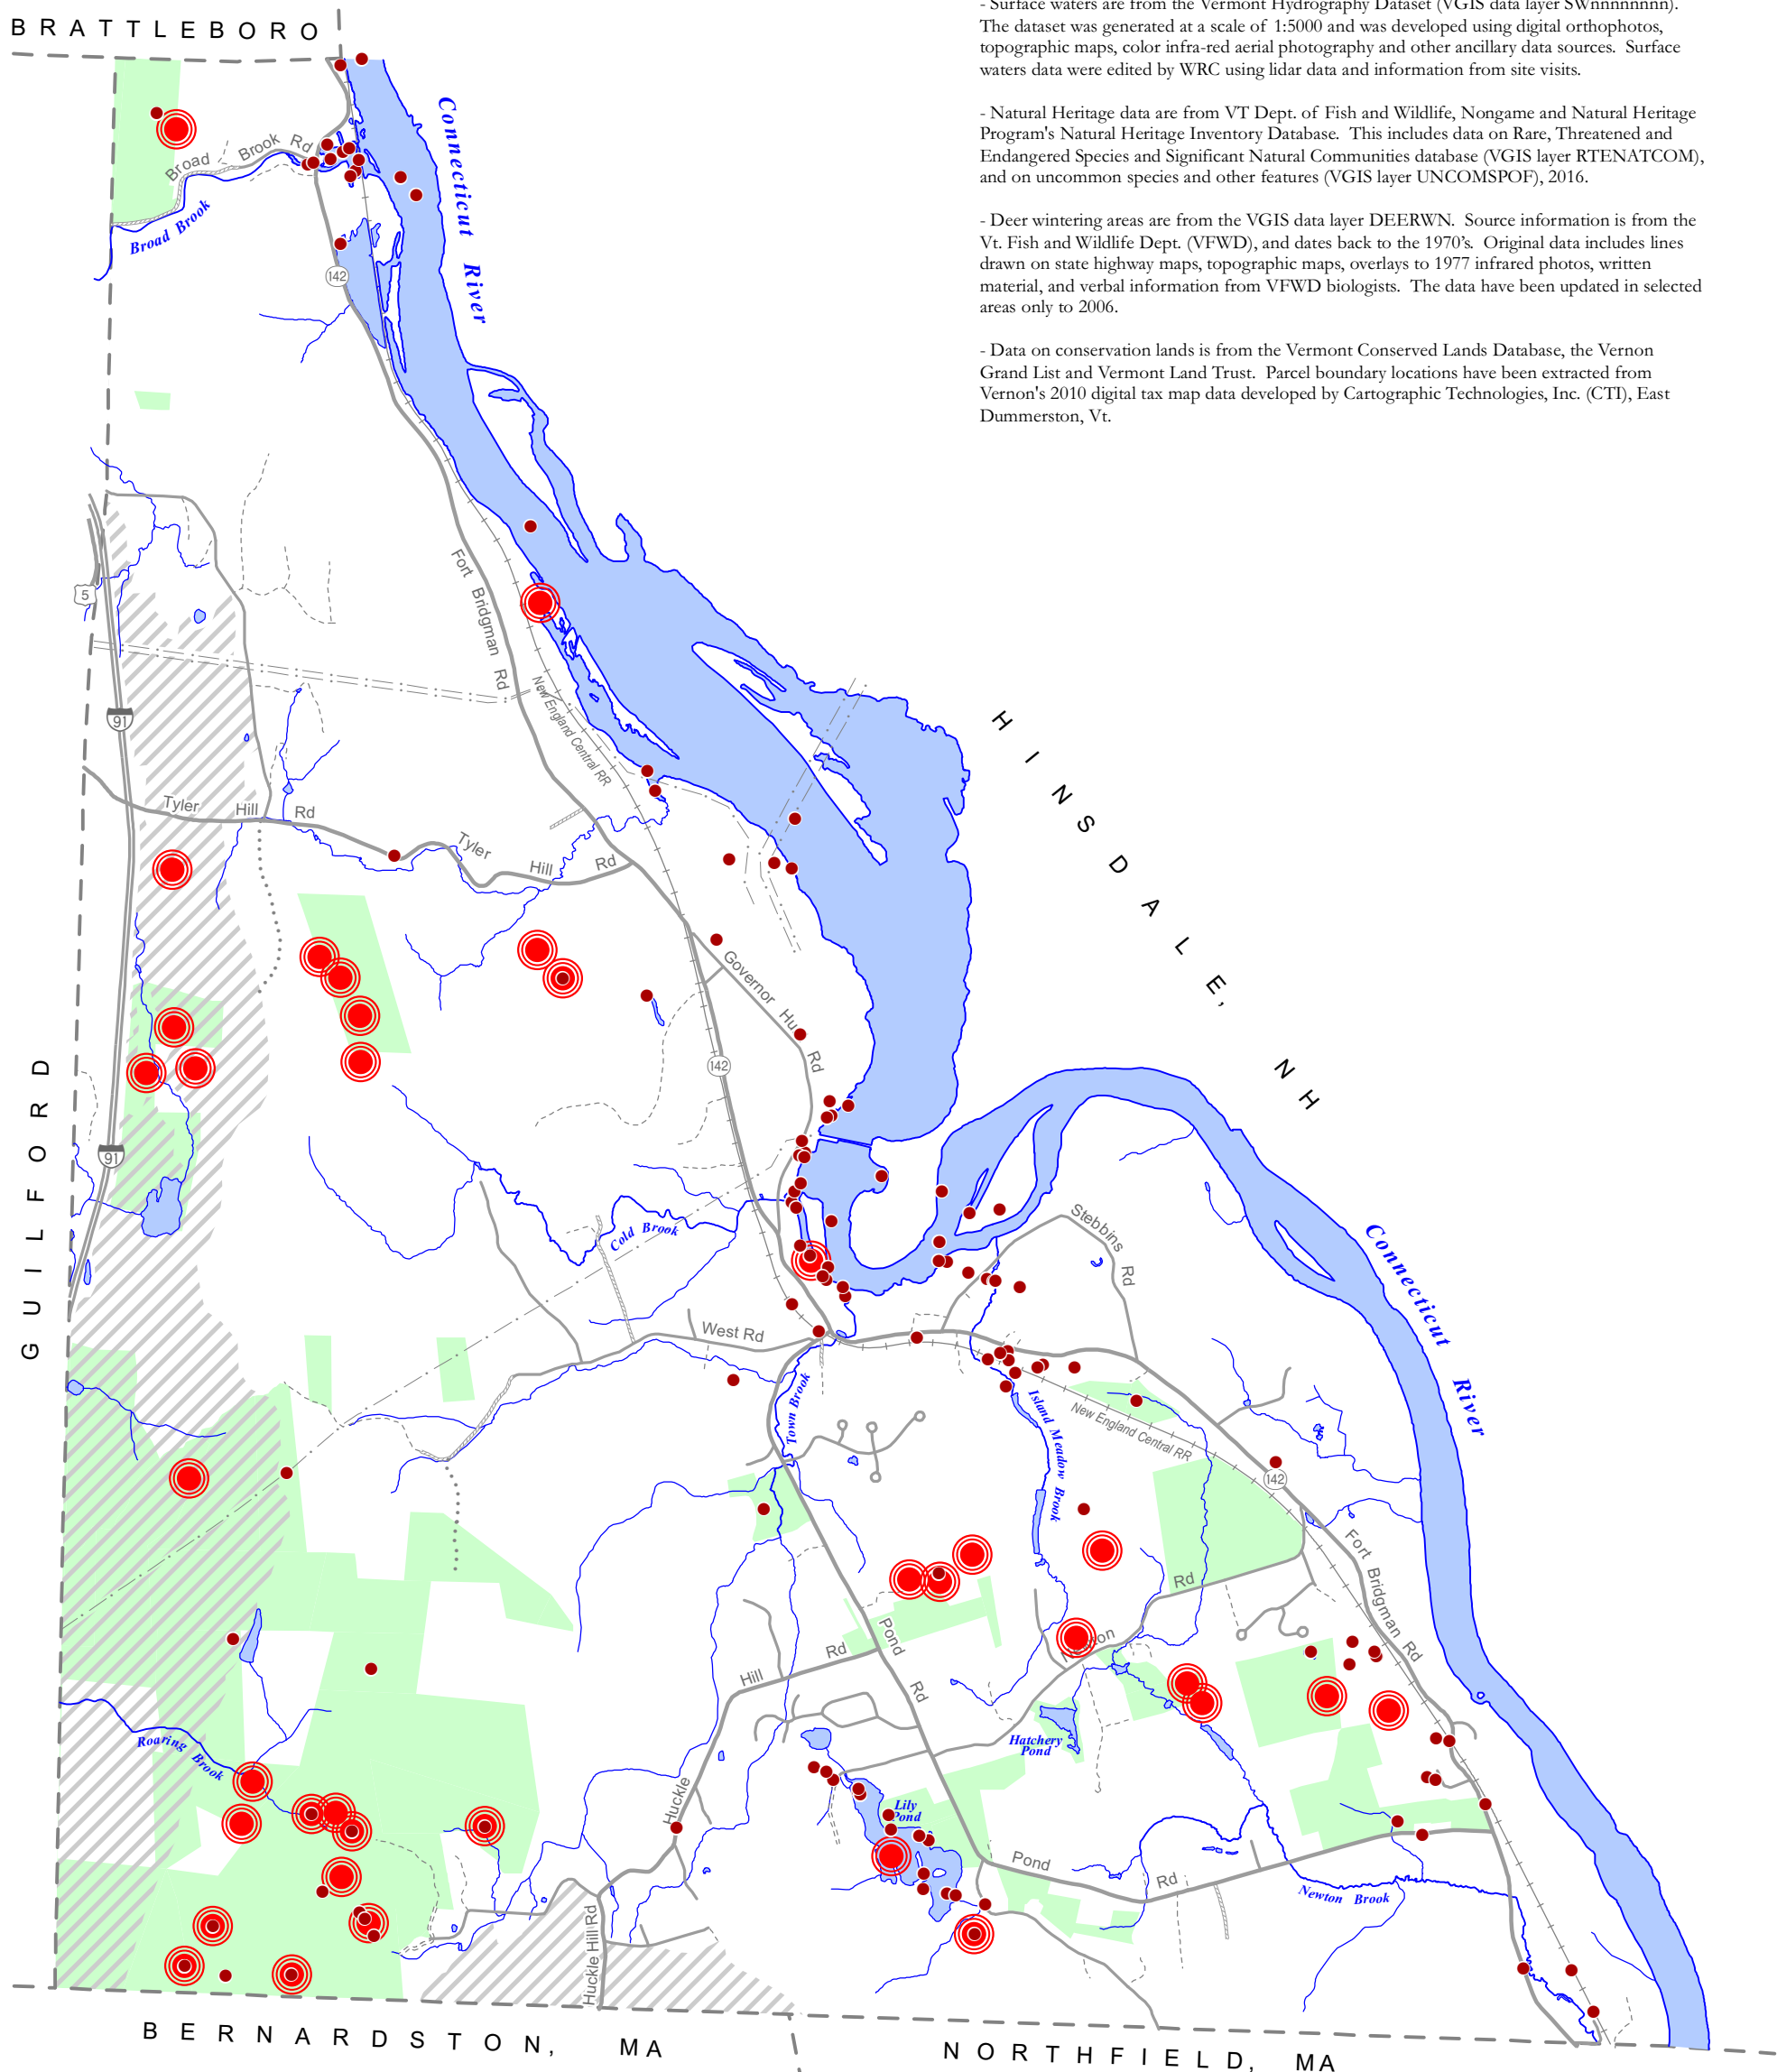 - Surface waters are from the Vermont Hydrography Dataset (VGIS data layer SWnnnnnnnn).
The dataset was generated at a scale of 1:5000 and was developed using digital orthophotos,
topographic maps, color infra-red aerial photography and other ancillary data sources. Surface
waters data were edited by WRC using lidar data and information from site visits.
- Natural Heritage data are from VT Dept. of Fish and Wildlife, Nongame and Natural Heritage
Program's Natural Heritage Inventory Database. This includes data on Rare, Threatened and
Endangered Species and Significant Natural Communities database (VGIS layer RTENATCOM),
and on uncommon species and other features (VGIS layer UNCOMSPOF), 2016.
- Deer wintering areas are from the VGIS data layer DEERWN. Source information is from the
Vt. Fish and Wildlife Dept. (VFWD), and dates back to the 1970's. Original data includes lines
drawn on state highway maps, topographic maps, overlays to 1977 infrared photos, written
material, and verbal information from VFWD biologists. The data have been updated in selected
areas only to 2006.
- Data on conservation lands is from the Vermont Conserved Lands Database, the Vernon
Grand List and Vermont Land Trust. Parcel boundary locations have been extracted from
Vernon's 2010 digital tax map data developed by Cartographic Technologies, Inc. (CTI), East
Dummerston, Vt.
BRATTLEBORO
Connecticut River
Broad Brook Rd
Broad Brook
142
Fort Bridgman Rd
5
New England Central RR
91
HINSDALE, NH
Tyler Hill Rd
Tyler Hill Rd
Governor Hu Rd
142
GUILFORD
91
Cold Brook
Stebbins Rd
Connecticut River
West Rd
Town Brook
Island Meadow Brook
New England Central RR
142
Fort Bridgman Rd
Rd
Pond Rd
Hill Rd
Huckle
Roaring Brook
Hatchery
Pond
Lily
Pond
Pond Rd
Newton Brook
Huckle Hill Rd
BERNARDSTON, MA
NORTHFIELD, MA